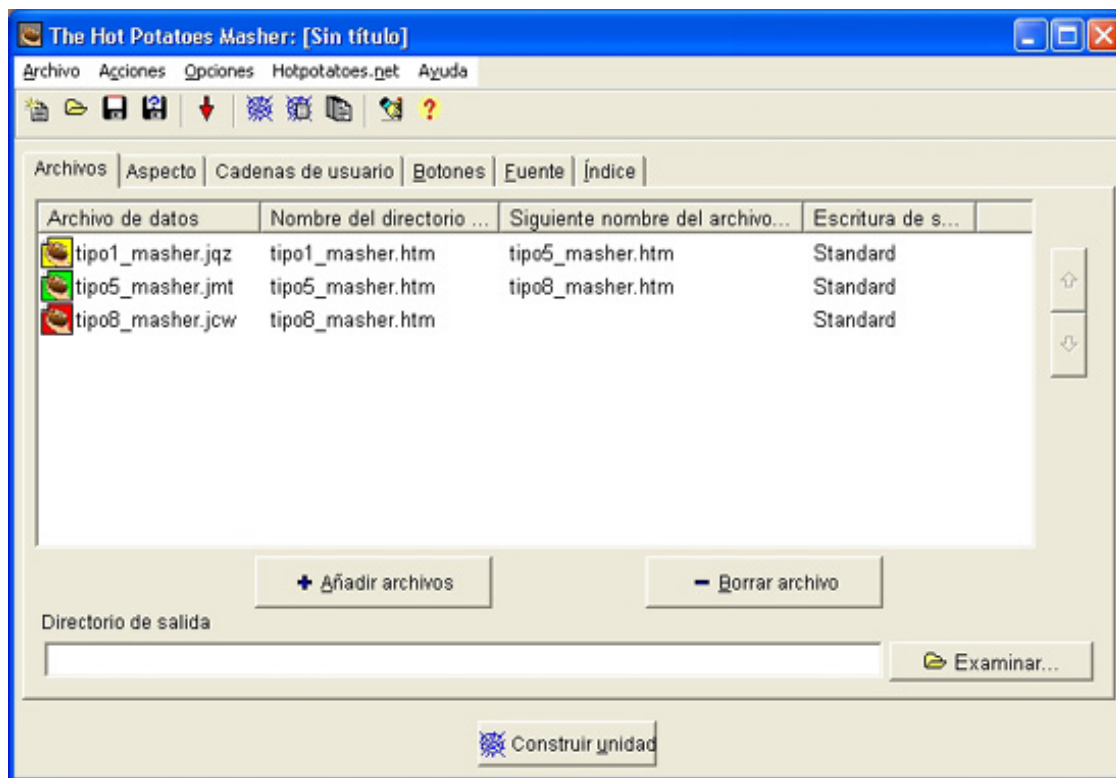 The Hot Potatoes Masher: [Sin título]
Archivo Acciones Opciones Hotpotatoes.net Ayuda
Archivos Aspecto Cadenas de usuario Botones Fuente Índice
Archivo de datos Nombre del directorio ... Siguiente nombre del archivo... Escritura de s...
tipo1_masher.jqz tipo1_masher.htm tipo5_masher.htm Standard
tipo5_masher.jmt tipo5_masher.htm tipo8_masher.htm Standard
tipo8_masher.jcw tipo8_masher.htm Standard
+ Añadir archivos - Borrar archivo
Directorio de salida
Examinar...
Construir unidad